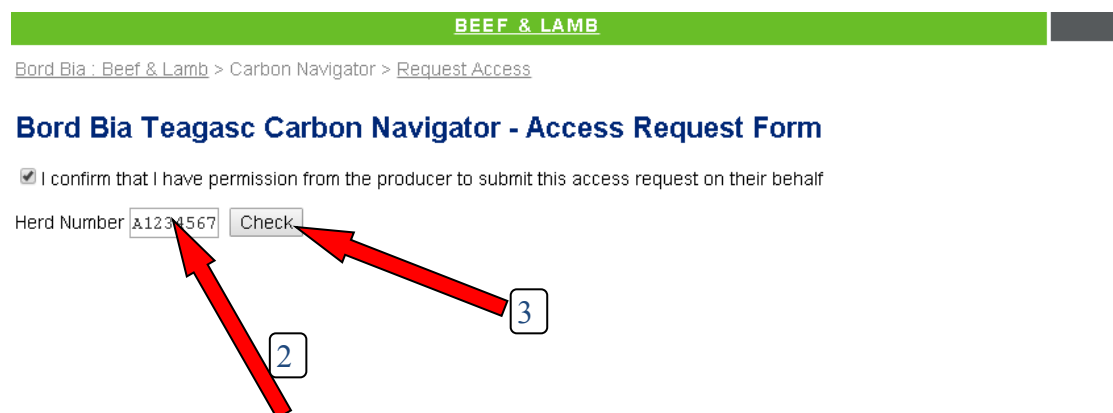 BEEF & LAMB
Bord Bia : Beef & Lamb > Carbon Navigator > Request Access
Bord Bia Teagasc Carbon Navigator - Access Request Form
I confirm that I have permission from the producer to submit this access request on their behalf
Herd Number A1234567 Check
3
2